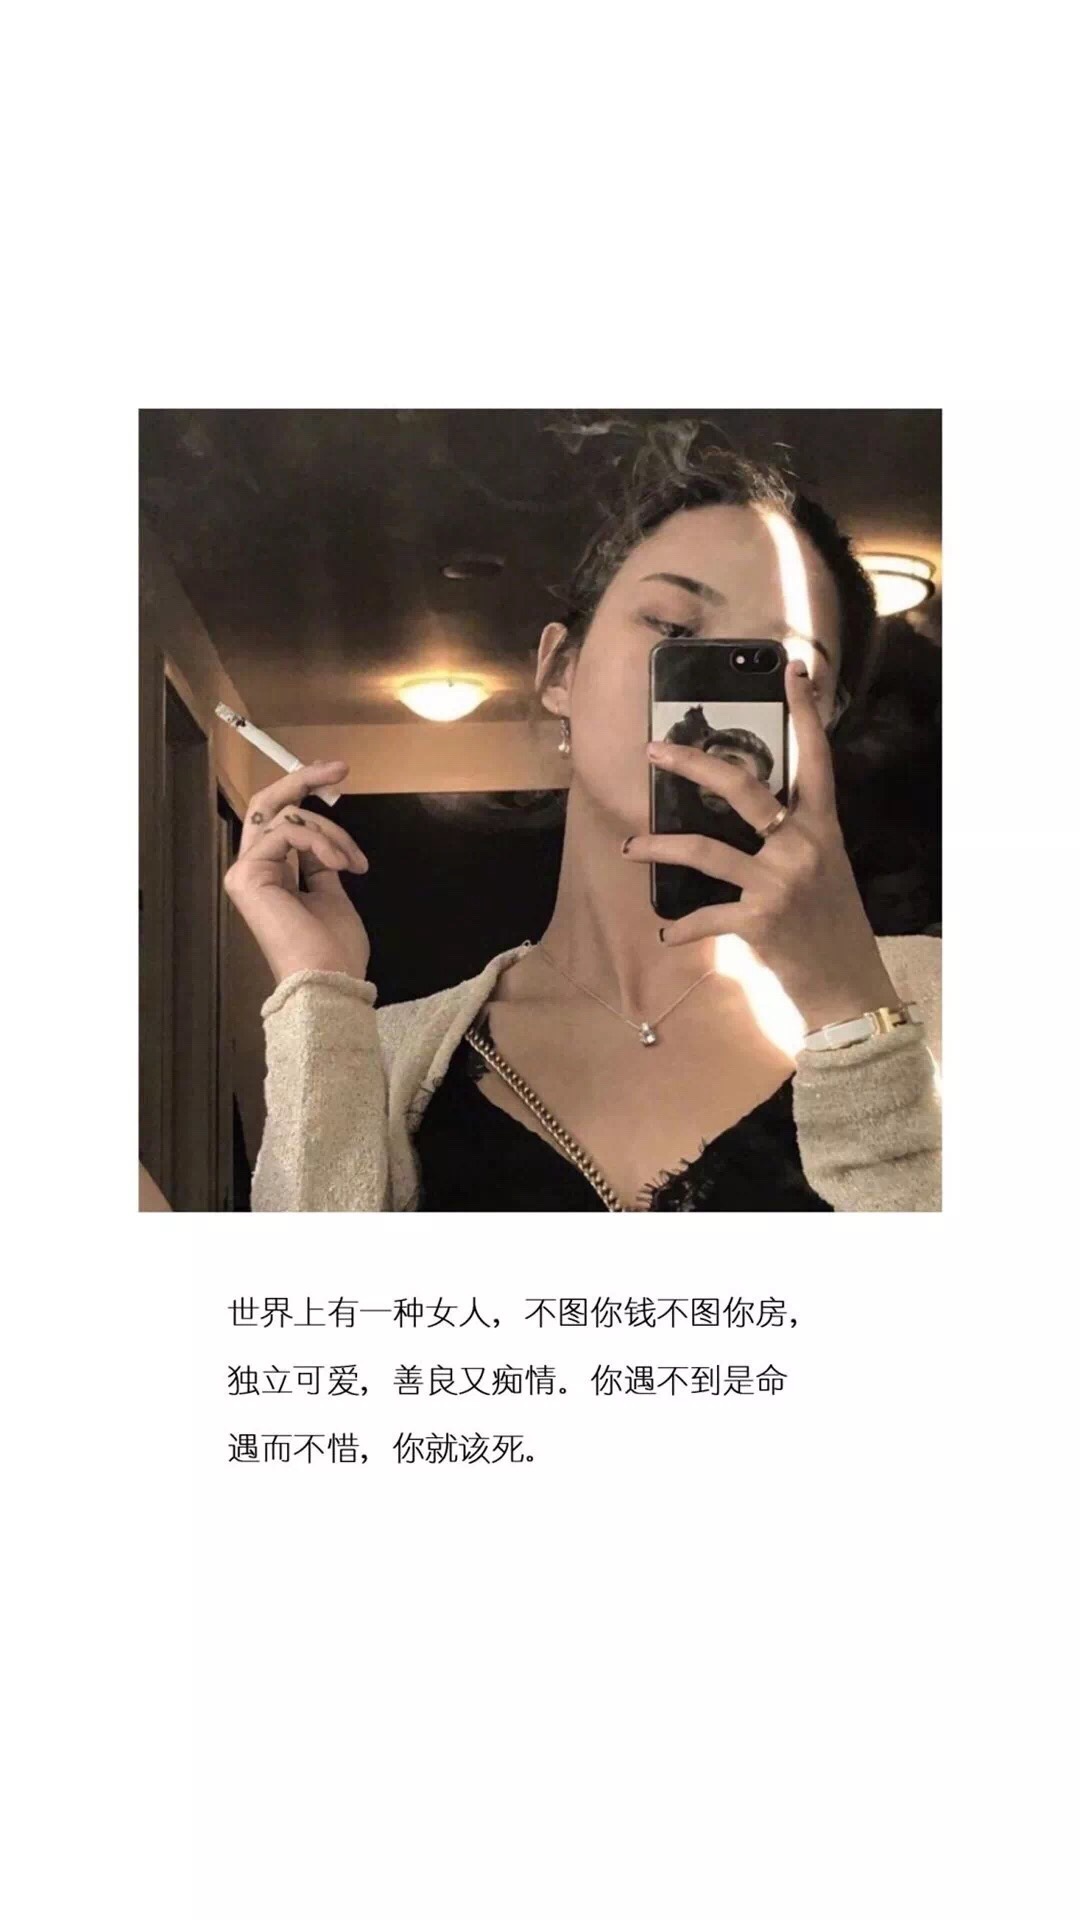 世界上有一种女人，不图你钱不图你房，
独立可爱，善良又痴情。你遇不到是命
遇而不惜，你就该死。